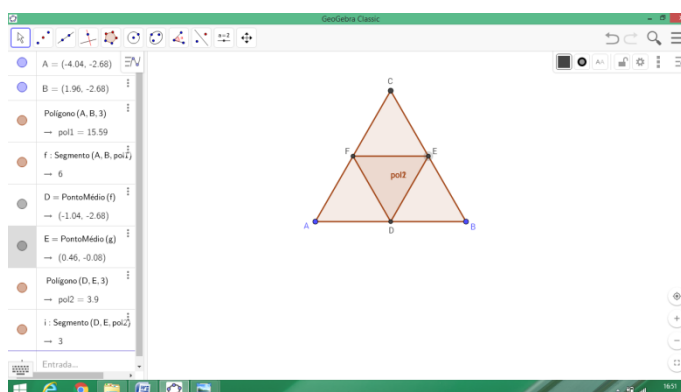 GeoGebra Classic
a=2
A = (-4.04, -2.68)
B = (1.96, -2.68)
Polígono (A, B, 3)
→ pol1 = 15.59
f : Segmento (A, B, pol1)
→ 6
D = PontoMédio (f)
→ (-1.04, -2.68)
E = PontoMédio (g)
→ (0.46, -0.08)
Polígono (D, E, 3)
→ pol2 = 3.9
i : Segmento (D, E, pol2)
→ 3
Entrada...
C
F
E
pol2
A
D
B
16:51